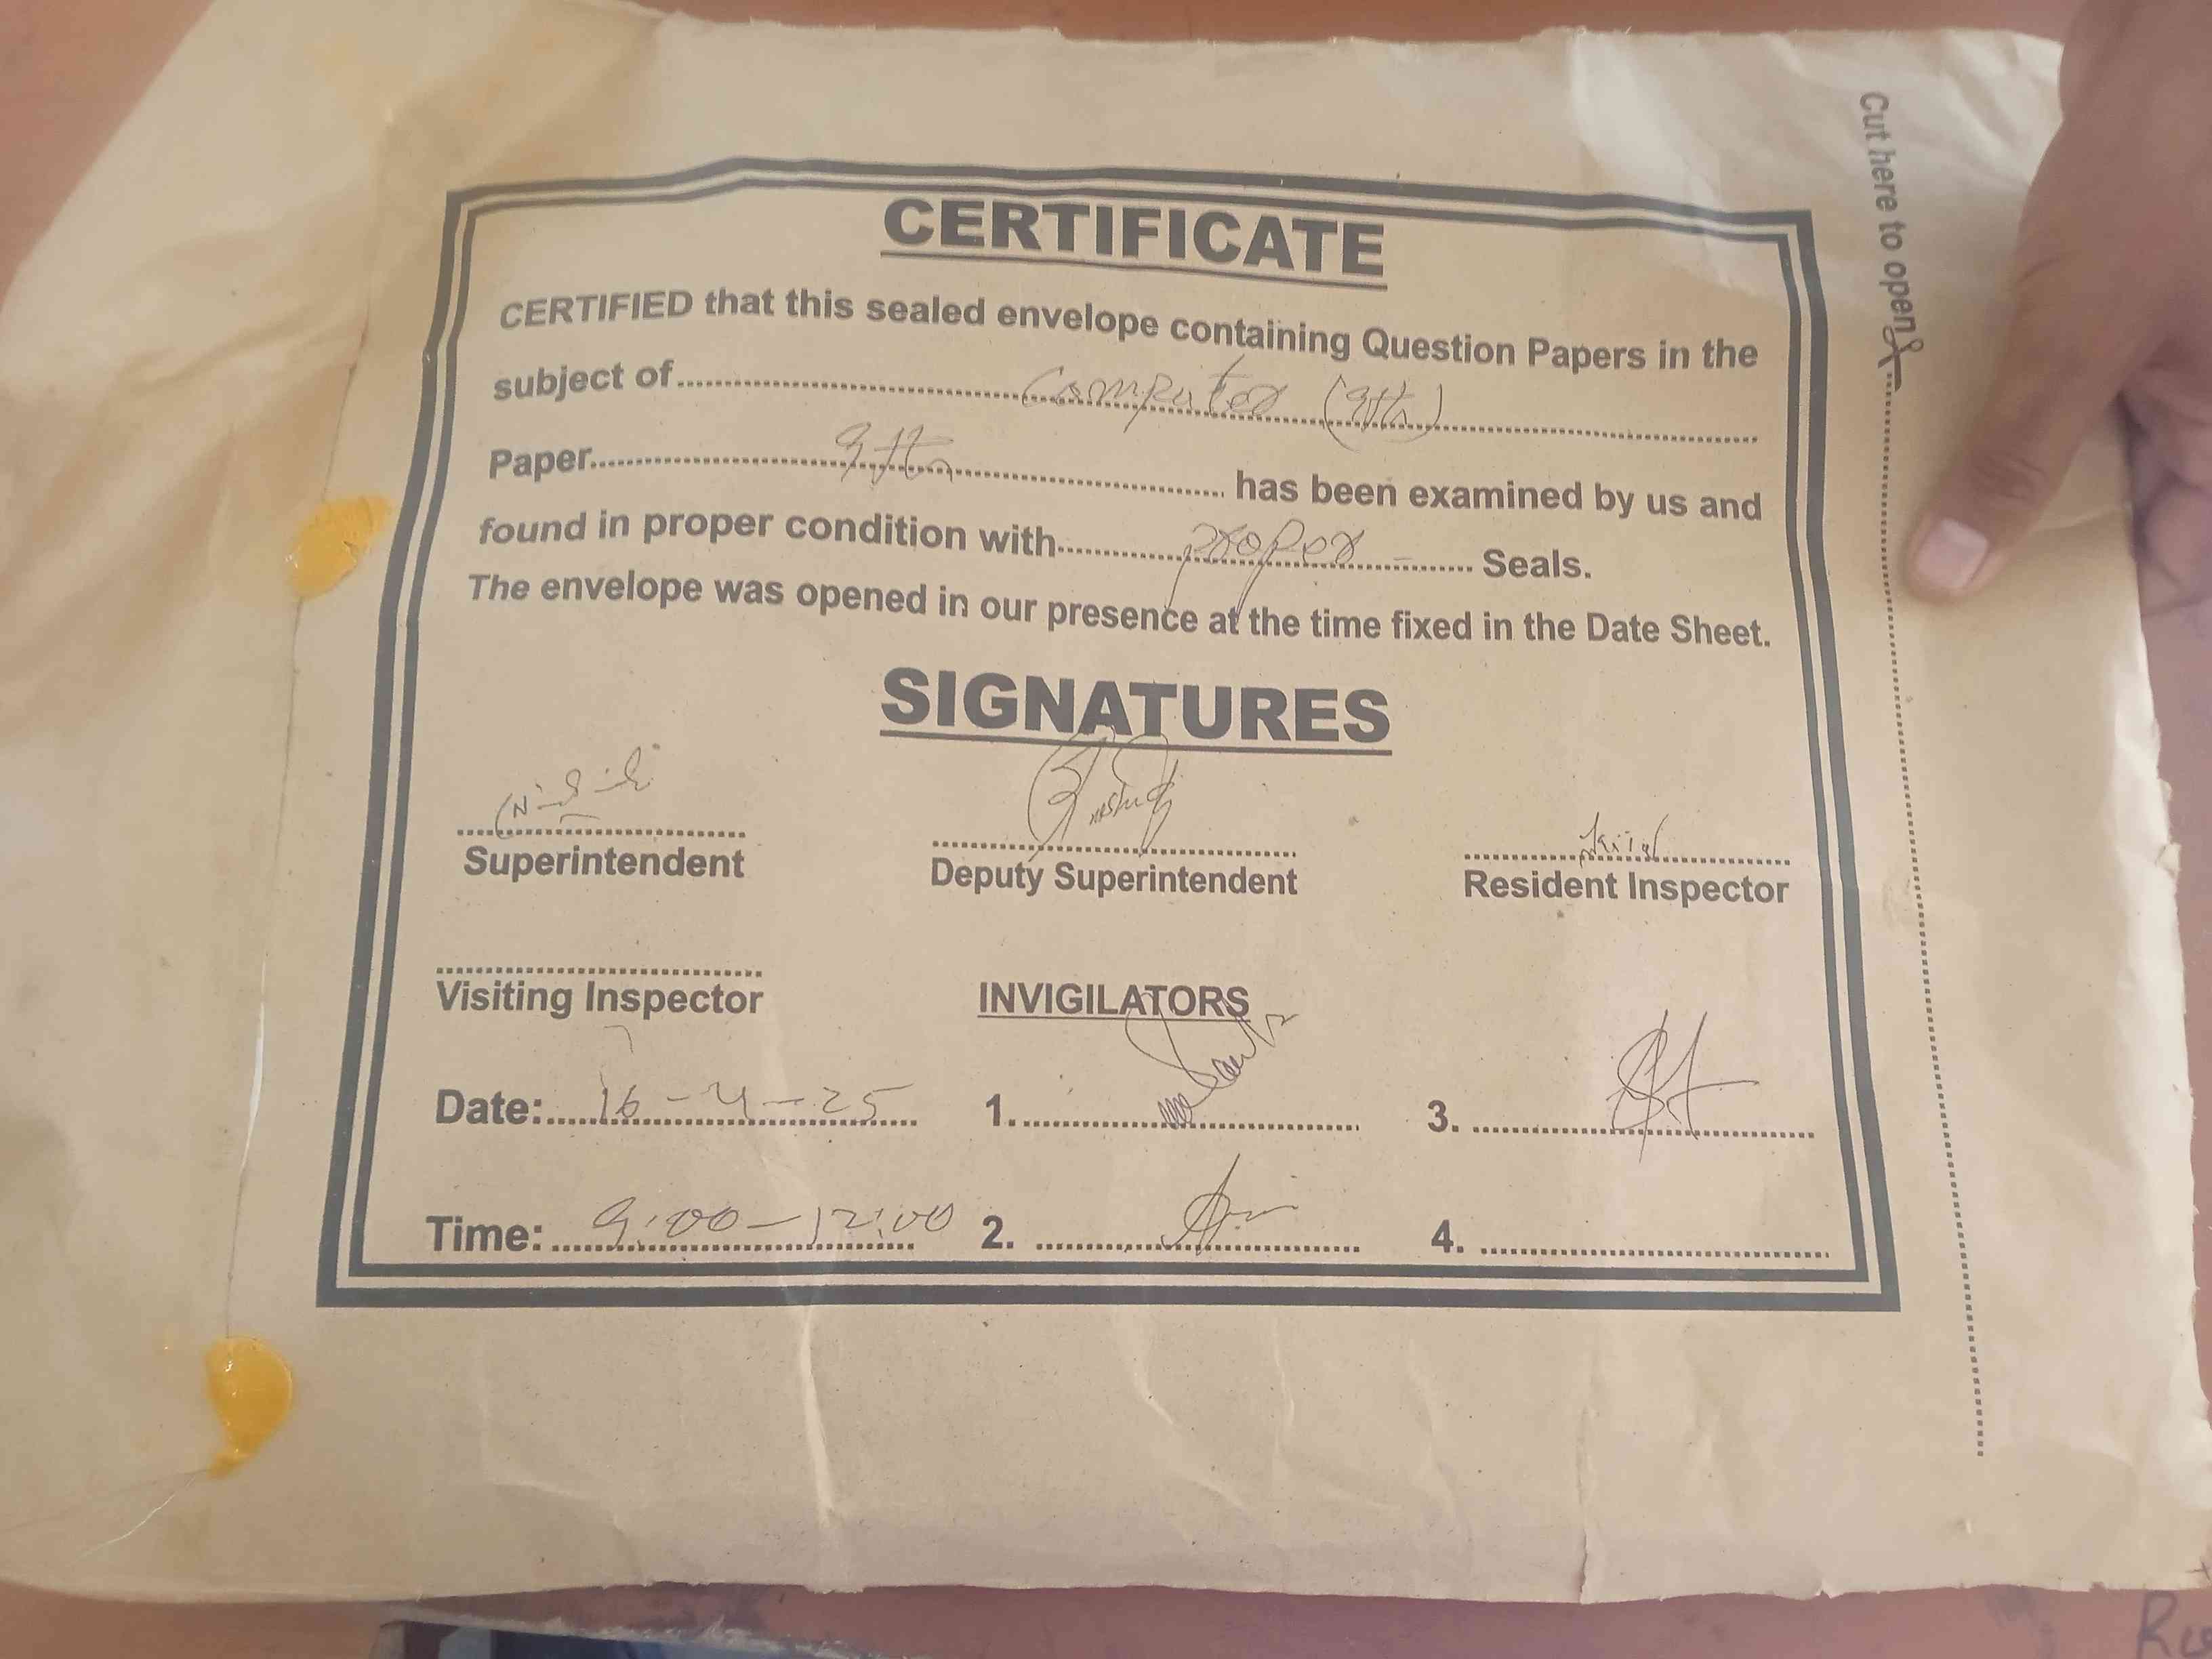 CERTIFICATE
CERTIFIED that this sealed envelope containing Question Papers in the
subject of.......... Computer (9th) ..........
Paper.......... 9th .......... has been examined by us and
found in proper condition with.......... proper .......... Seals.
The envelope was opened in our presence at the time fixed in the Date Sheet.
SIGNATURES
Superintendent Deputy Superintendent Resident Inspector
Visiting Inspector INVIGILATORS
Date: 16-4-25 1. 3.
Time: 9:00-12:00 2. 4.
Cut here to open